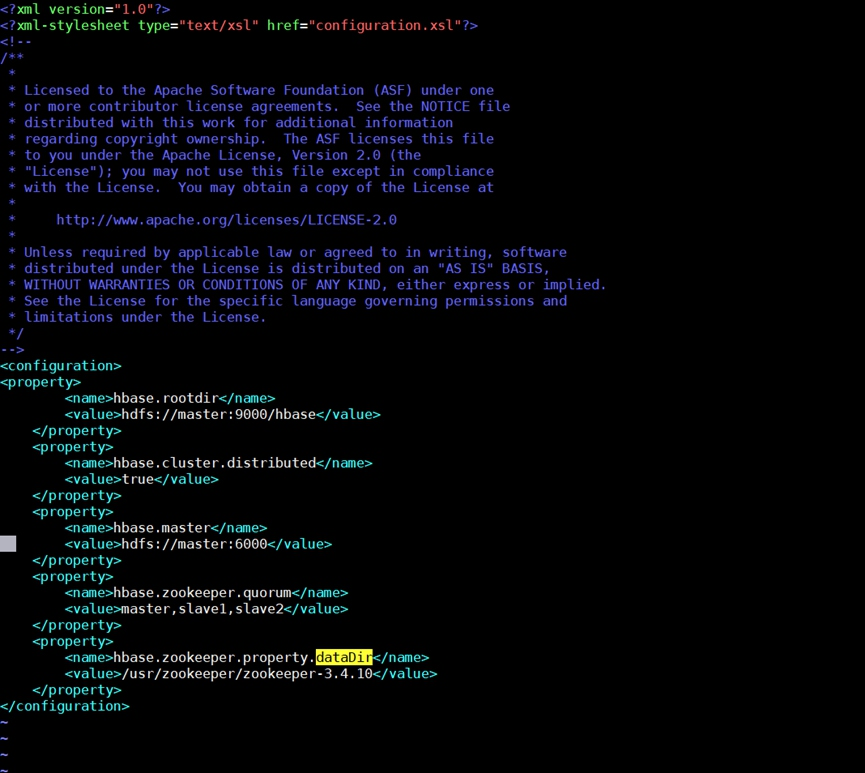 <?xml version="1.0"?>
<?xml-stylesheet type="text/xsl" href="configuration.xsl"?>
<!--
/**
 *
 * Licensed to the Apache Software Foundation (ASF) under one
 * or more contributor license agreements.  See the NOTICE file
 * distributed with this work for additional information
 * regarding copyright ownership.  The ASF licenses this file
 * to you under the Apache License, Version 2.0 (the
 * "License"); you may not use this file except in compliance
 * with the License.  You may obtain a copy of the License at
 *
 *     http://www.apache.org/licenses/LICENSE-2.0
 *
 * Unless required by applicable law or agreed to in writing, software
 * distributed under the License is distributed on an "AS IS" BASIS,
 * WITHOUT WARRANTIES OR CONDITIONS OF ANY KIND, either express or implied.
 * See the License for the specific language governing permissions and
 * limitations under the License.
 */
-->
<configuration>
<property>
        <name>hbase.rootdir</name>
        <value>hdfs://master:9000/hbase</value>
    </property>
    <property>
        <name>hbase.cluster.distributed</name>
        <value>true</value>
    </property>
    <property>
        <name>hbase.master</name>
        <value>hdfs://master:6000</value>
    </property>
    <property>
        <name>hbase.zookeeper.quorum</name>
        <value>master,slave1,slave2</value>
    </property>
    <property>
        <name>hbase.zookeeper.property.dataDir</name>
        <value>/usr/zookeeper/zookeeper-3.4.10</value>
    </property>
</configuration>
~
~
~
~